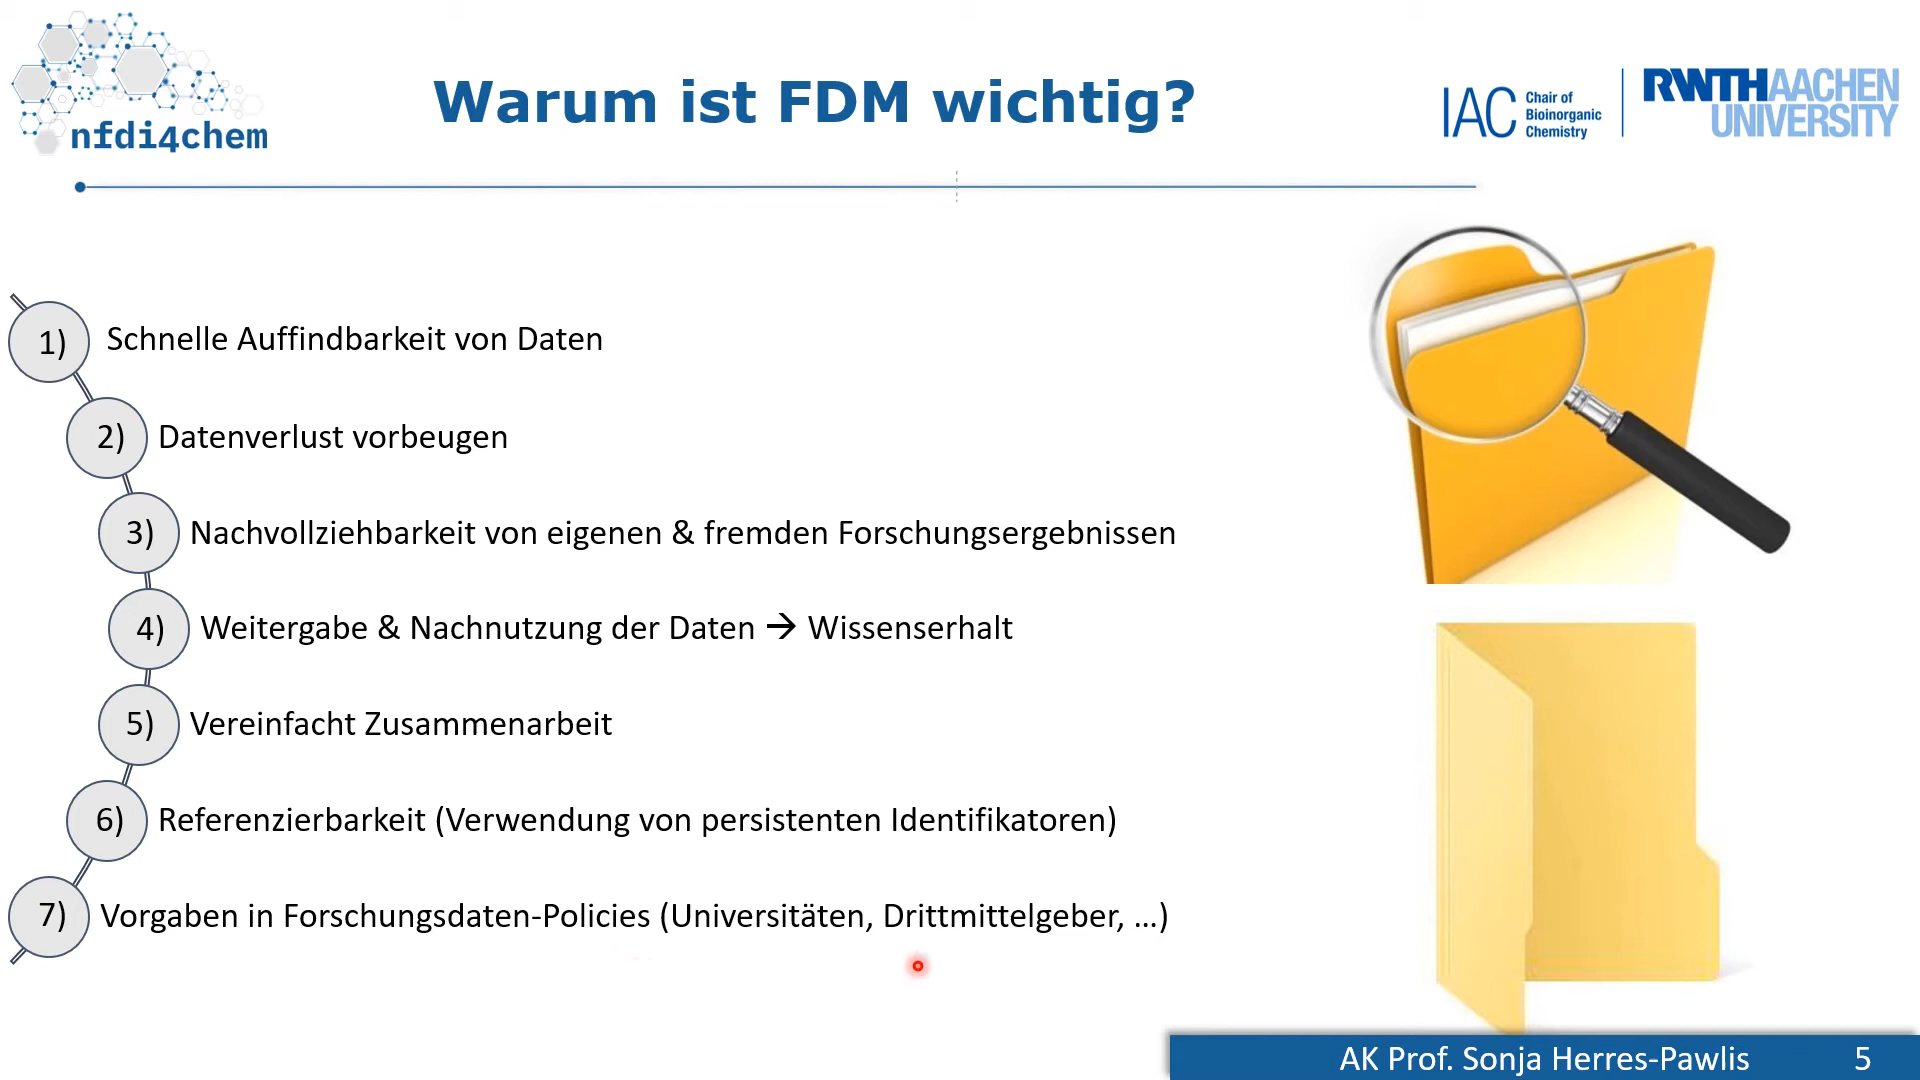 nfdi4chem
Warum ist FDM wichtig?
IAC
Chair of
Bioinorganic
Chemistry
RWTHAACHEN
UNIVERSITY
1) Schnelle Auffindbarkeit von Daten
2) Datenverlust vorbeugen
3) Nachvollziehbarkeit von eigenen & fremden Forschungsergebnissen
4) Weitergabe & Nachnutzung der Daten → Wissenserhalt
5) Vereinfacht Zusammenarbeit
6) Referenzierbarkeit (Verwendung von persistenten Identifikatoren)
7) Vorgaben in Forschungsdaten-Policies (Universitäten, Drittmittelgeber, ...)
AK Prof. Sonja Herres-Pawlis 5